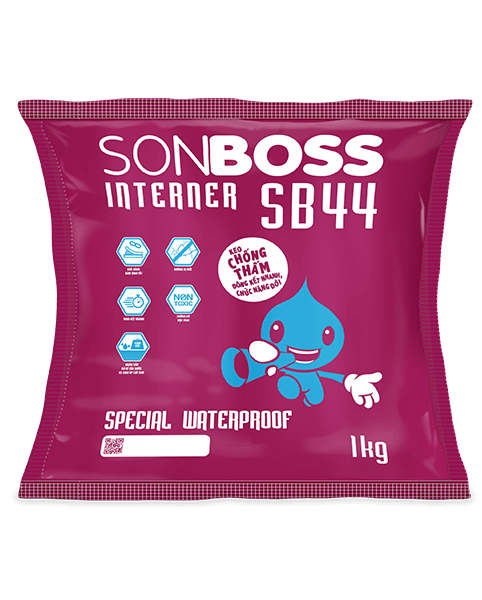 SONBOSS
INTERNER SB44
KEO
CHỐNG
THẤM
ĐÔNG KẾT NHANH,
CHỨC NĂNG ĐÔI
NON
TOXIC
SPECIAL WATERPROOF
1kg